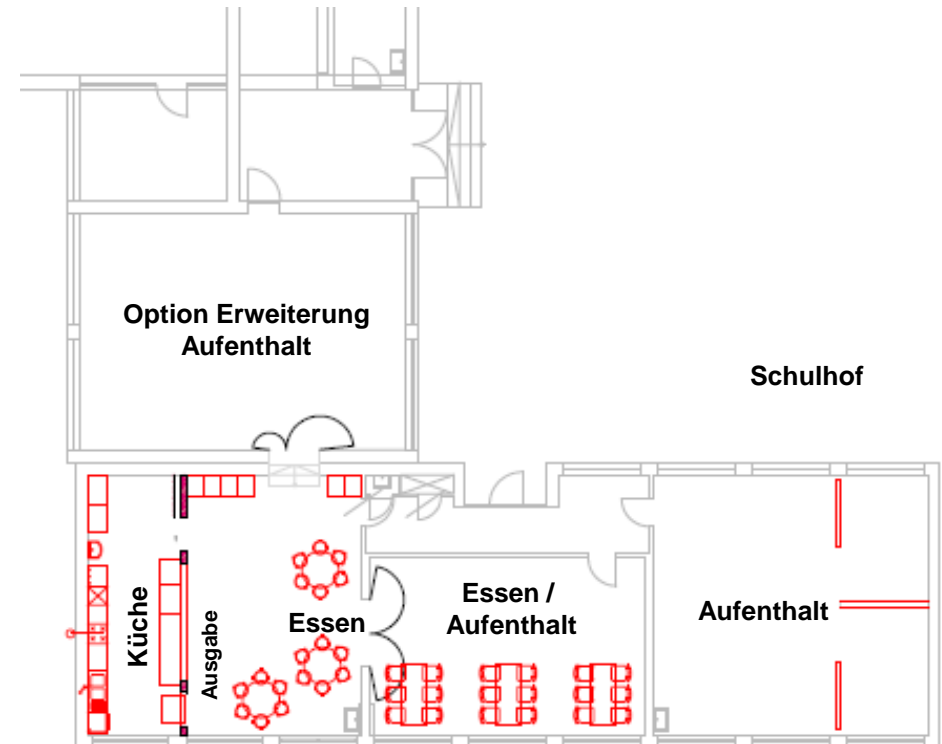 Option Erweiterung
Aufenthalt
Schulhof
Küche
Ausgabe
Essen
Essen /
Aufenthalt
Aufenthalt